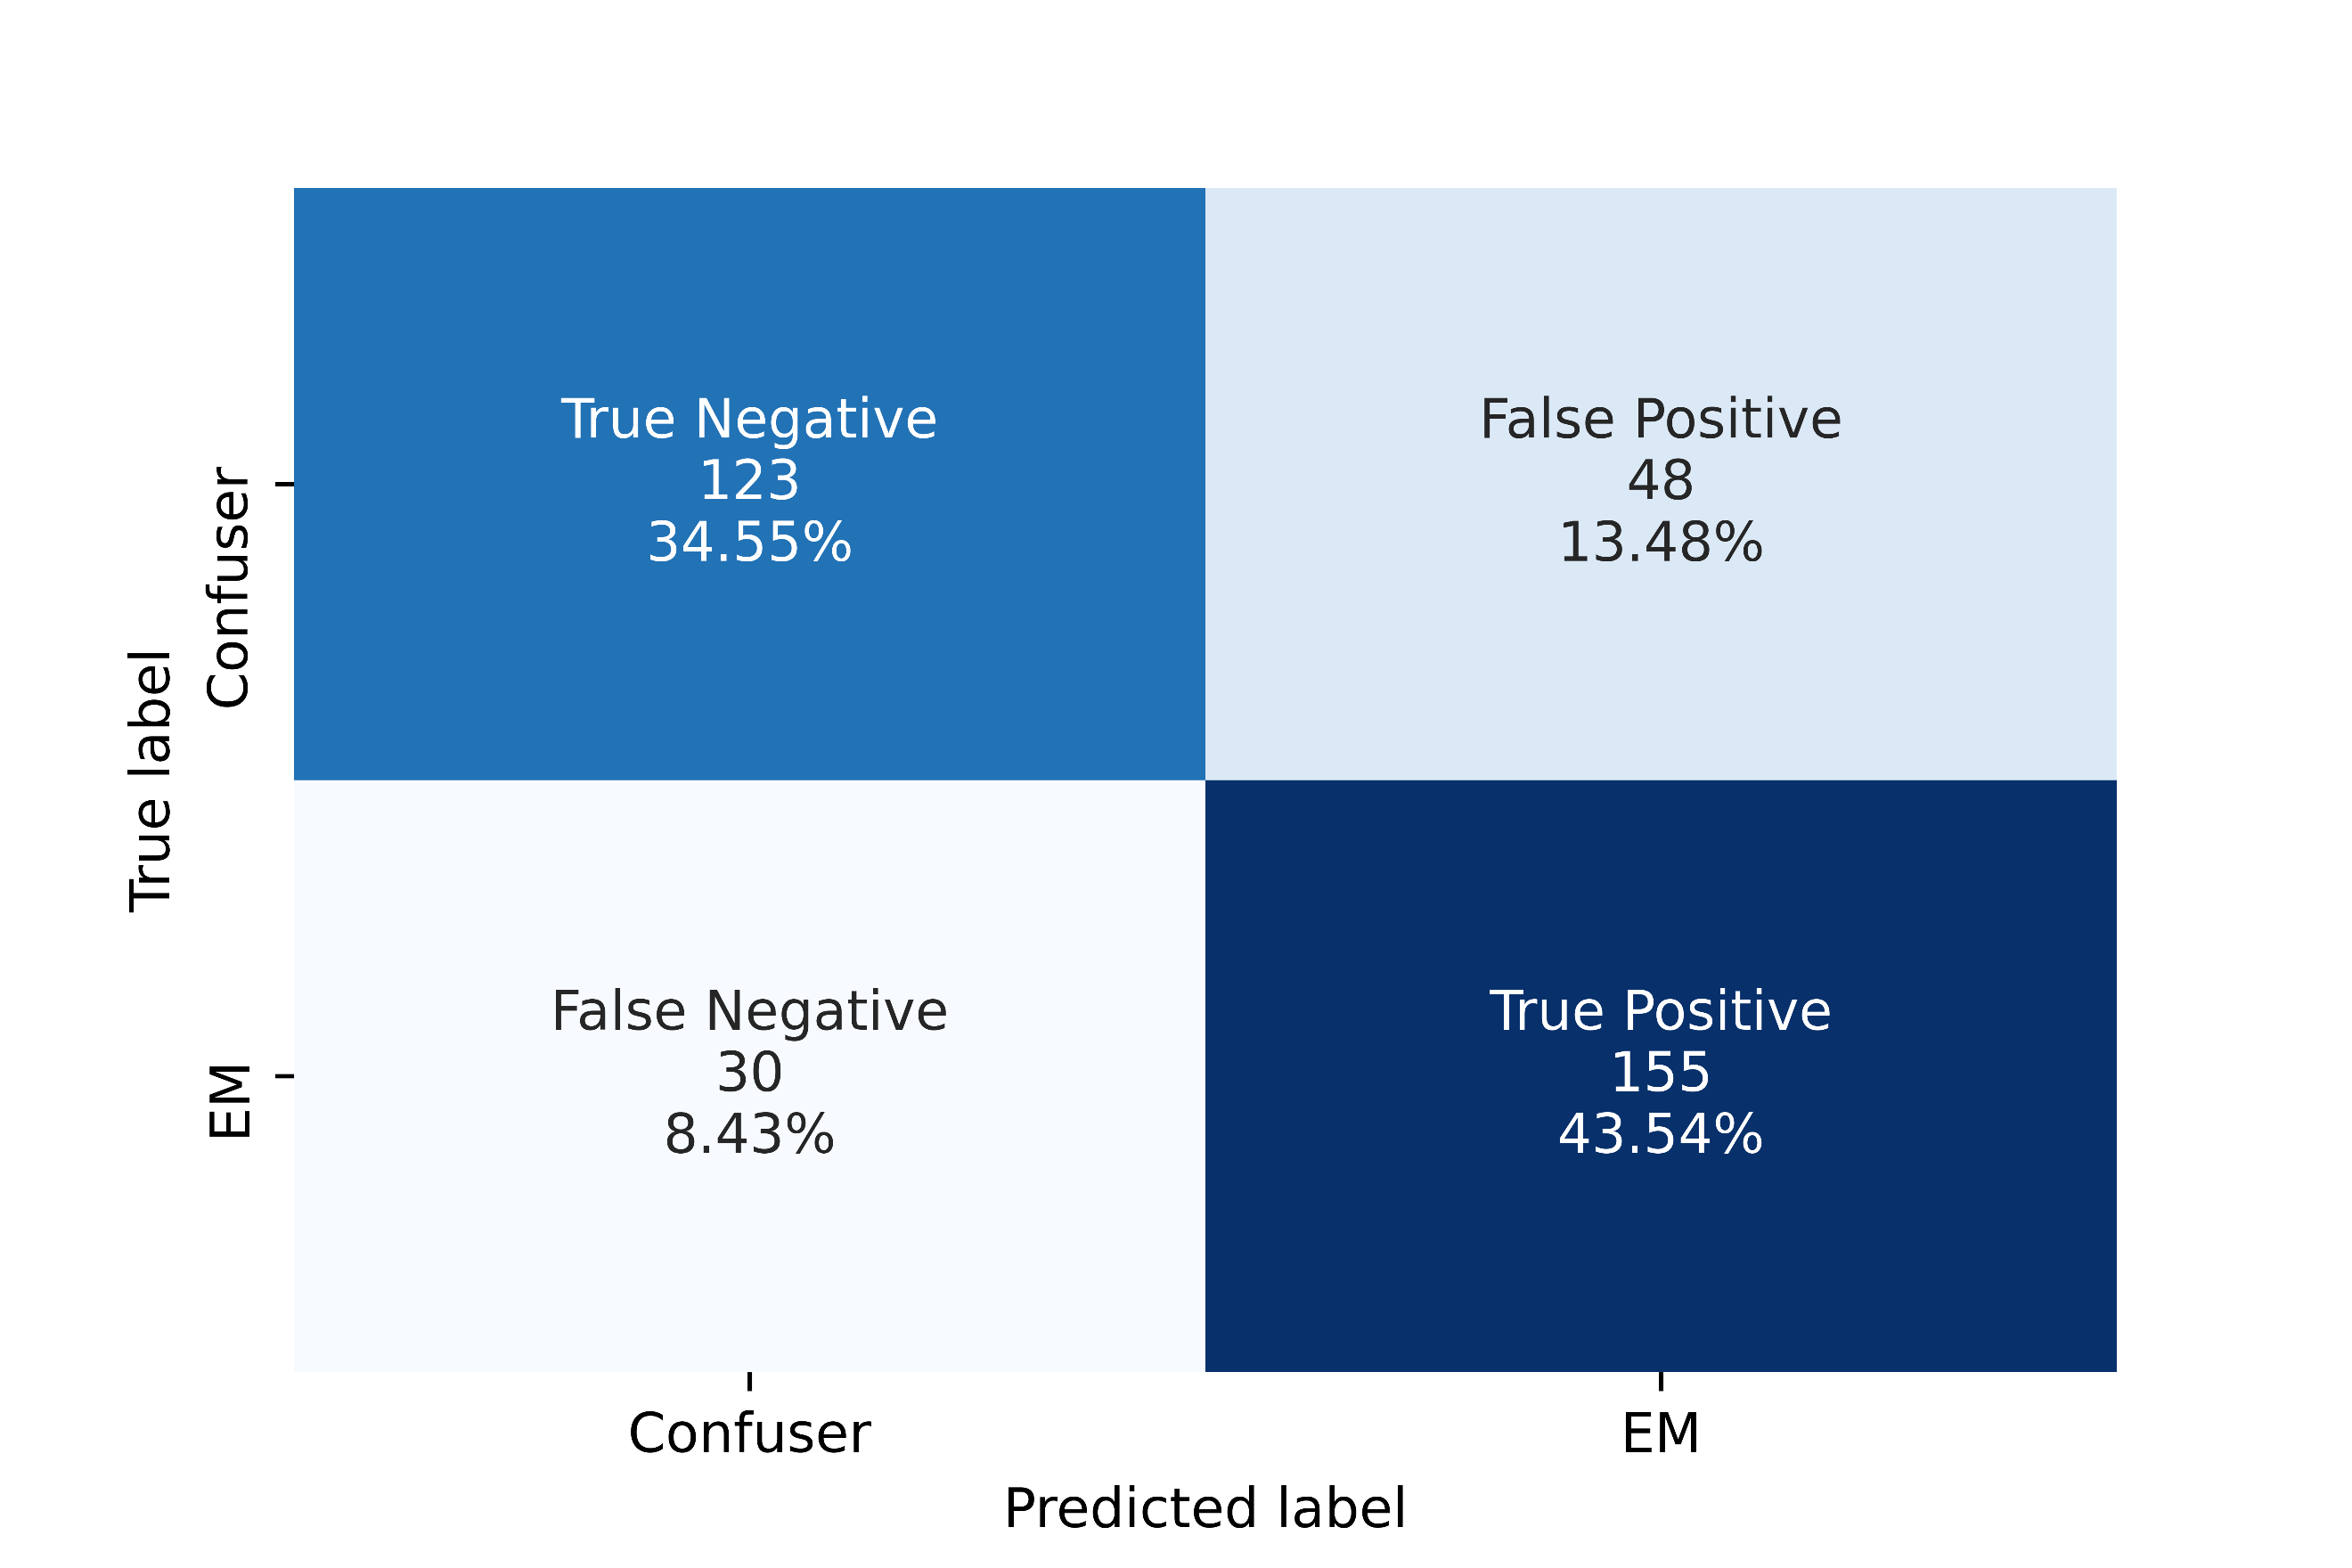 True label
Confuser
EM
True Negative
123
34.55%
False Positive
48
13.48%
False Negative
30
8.43%
True Positive
155
43.54%
Confuser
EM
Predicted label